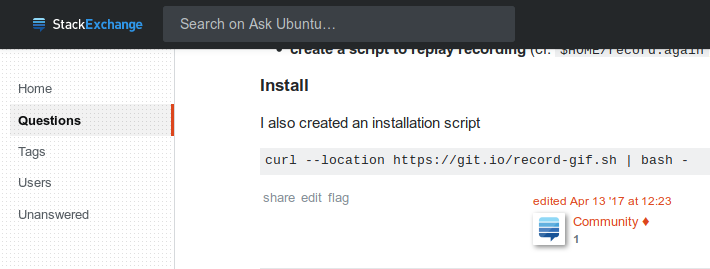 StackExchange
Search on Ask Ubuntu…
create a script to replay recording (cf. $HOME/record.again
Home
Questions
Tags
Users
Unanswered
Install
I also created an installation script
curl --location https://git.io/record-gif.sh | bash -
share edit flag
edited Apr 13 '17 at 12:23
Community ♦
1